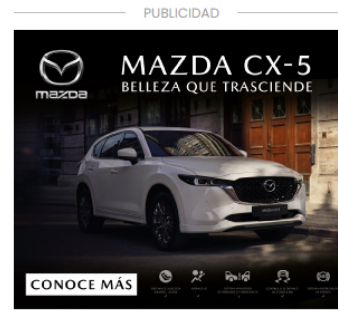 PUBLICIDAD
mazda
MAZDA CX-5
BELLEZA QUE TRASCIENDE
CONOCE MÁS